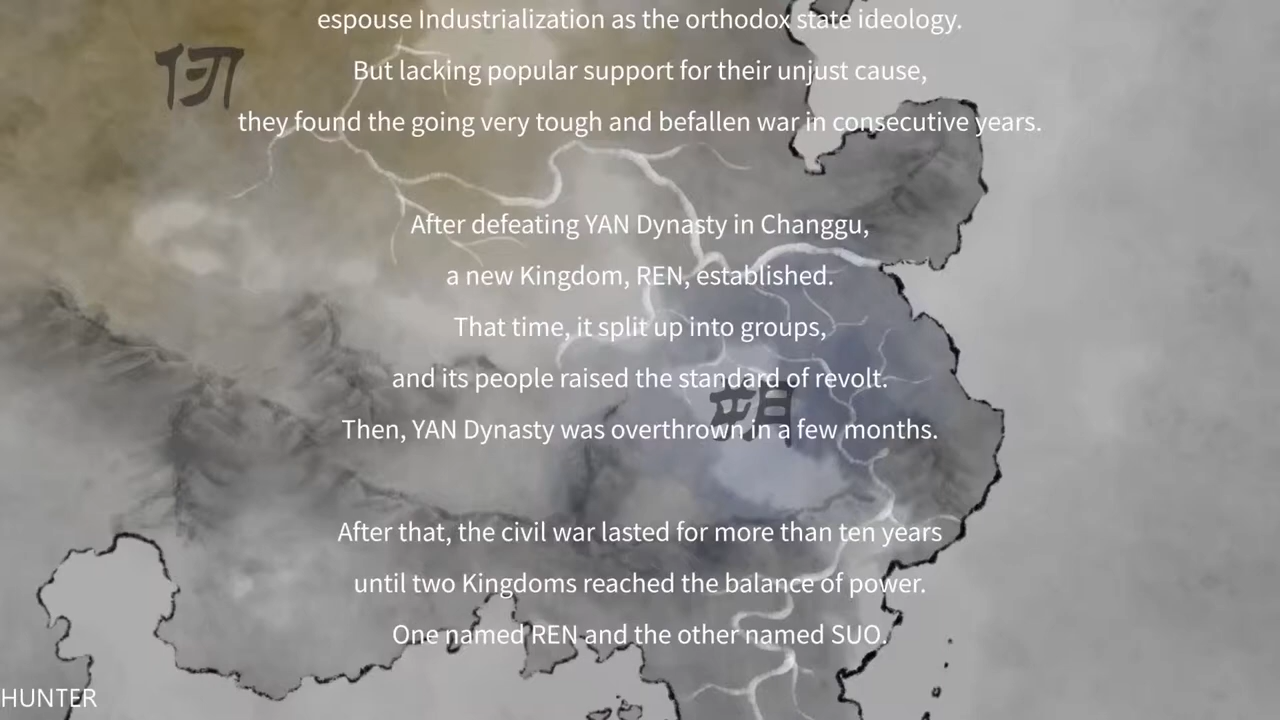 espouse Industrialization as the orthodox state ideology.
But lacking popular support for their unjust cause,
they found the going very tough and befallen war in consecutive years.
After defeating YAN Dynasty in Changgu,
a new Kingdom, REN, established.
That time, it split up into groups,
and its people raised the standard of revolt.
Then, YAN Dynasty was overthrown in a few months.
After that, the civil war lasted for more than ten years
until two Kingdoms reached the balance of power.
One named REN and the other named SUO.
HUNTER